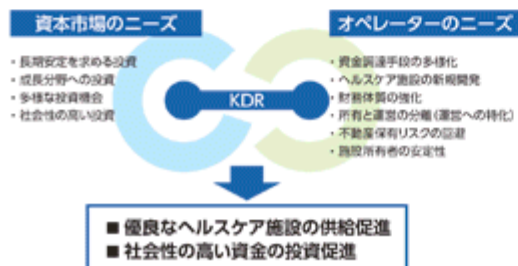 資本市場のニーズ
・長期安定を求める投資
・成長分野への投資
・多様な投資機会
・社会性の高い投資
KDR
オペレーターのニーズ
・資金調達手段の多様化
・ヘルスケア施設の新規開発
・財務体質の強化
・所有と運営の分離(運営への特化)
・不動産保有リスクの回避
・施設所有者の安定性
■ 優良なヘルスケア施設の供給促進
■ 社会性の高い資金の投資促進